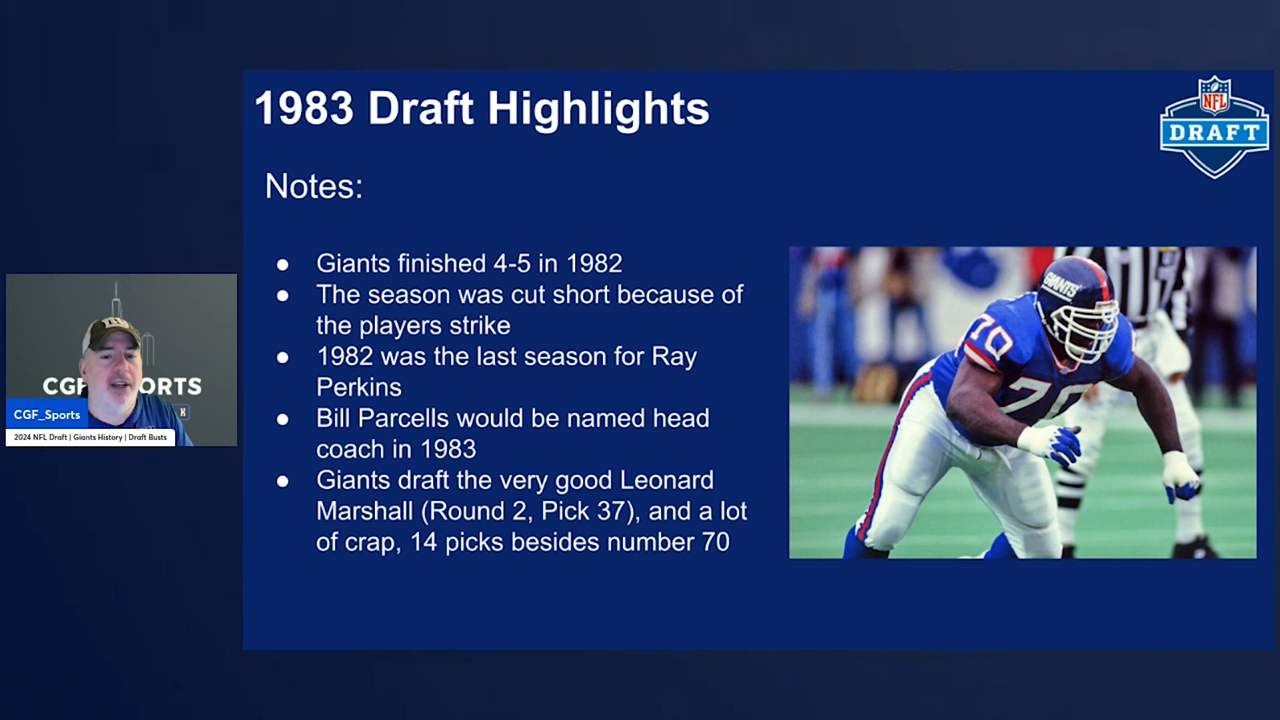 1983 Draft Highlights
NFL
DRAFT
Notes:
● Giants finished 4-5 in 1982
● The season was cut short because of
the players strike
● 1982 was the last season for Ray
Perkins
● Bill Parcells would be named head
coach in 1983
● Giants draft the very good Leonard
Marshall (Round 2, Pick 37), and a lot
of crap, 14 picks besides number 70
GIANTS
70
70
CGF SPORTS
CGF_Sports
2024 NFL Draft | Giants History | Draft Busts